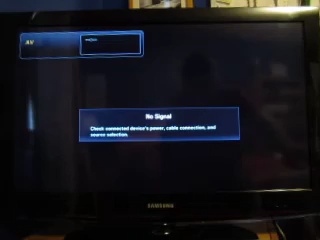 AV
No Signal
Check connected device's power, cable connection, and
source selection.
SAMSUNG